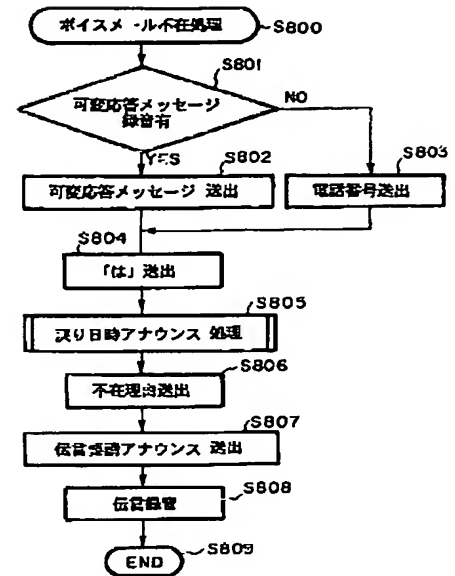 ボイスメール不在処理
S800
S801
可変応答メッセージ
録音有
NO
YES
S802
S803
可変応答メッセージ 送出
電話番号送出
S804
「は」送出
S805
戻り日時アナウンス 処理
S806
不在理由送出
S807
伝言アナウンス 送出
S808
伝言録音
END
S809